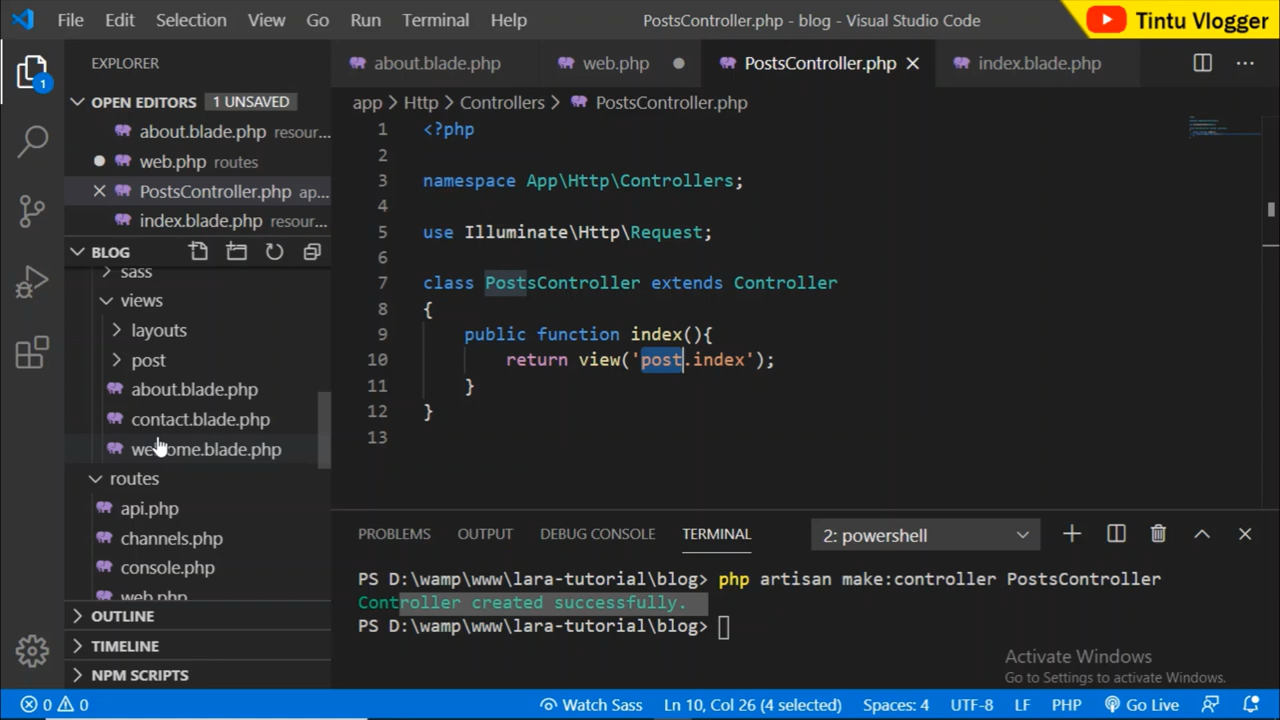 File Edit Selection View Go Run Terminal Help PostsController.php - blog - Visual Studio Code
Tintu Vlogger
EXPLORER
1
OPEN EDITORS 1 UNSAVED
about.blade.php resour...
web.php routes
PostsController.php ap...
index.blade.php resour...
BLOG
sass
views
layouts
post
about.blade.php
contact.blade.php
welcome.blade.php
routes
api.php
channels.php
console.php
web.php
OUTLINE
TIMELINE
NPM SCRIPTS
about.blade.php web.php PostsController.php index.blade.php
app > Http > Controllers > PostsController.php
1 <?php
2
3 namespace App\Http\Controllers;
4
5 use Illuminate\Http\Request;
6
7 class PostsController extends Controller
8 {
9 public function index(){
10 return view('post.index');
11 }
12 }
13
PROBLEMS OUTPUT DEBUG CONSOLE TERMINAL 2: powershell
PS D:\wamp\www\lara-tutorial\blog> php artisan make:controller PostsController
Controller created successfully.
PS D:\wamp\www\lara-tutorial\blog>
Activate Windows
Go to Settings to activate Windows.
0 0 Watch Sass Ln 10, Col 26 (4 selected) Spaces: 4 UTF-8 LF PHP Go Live